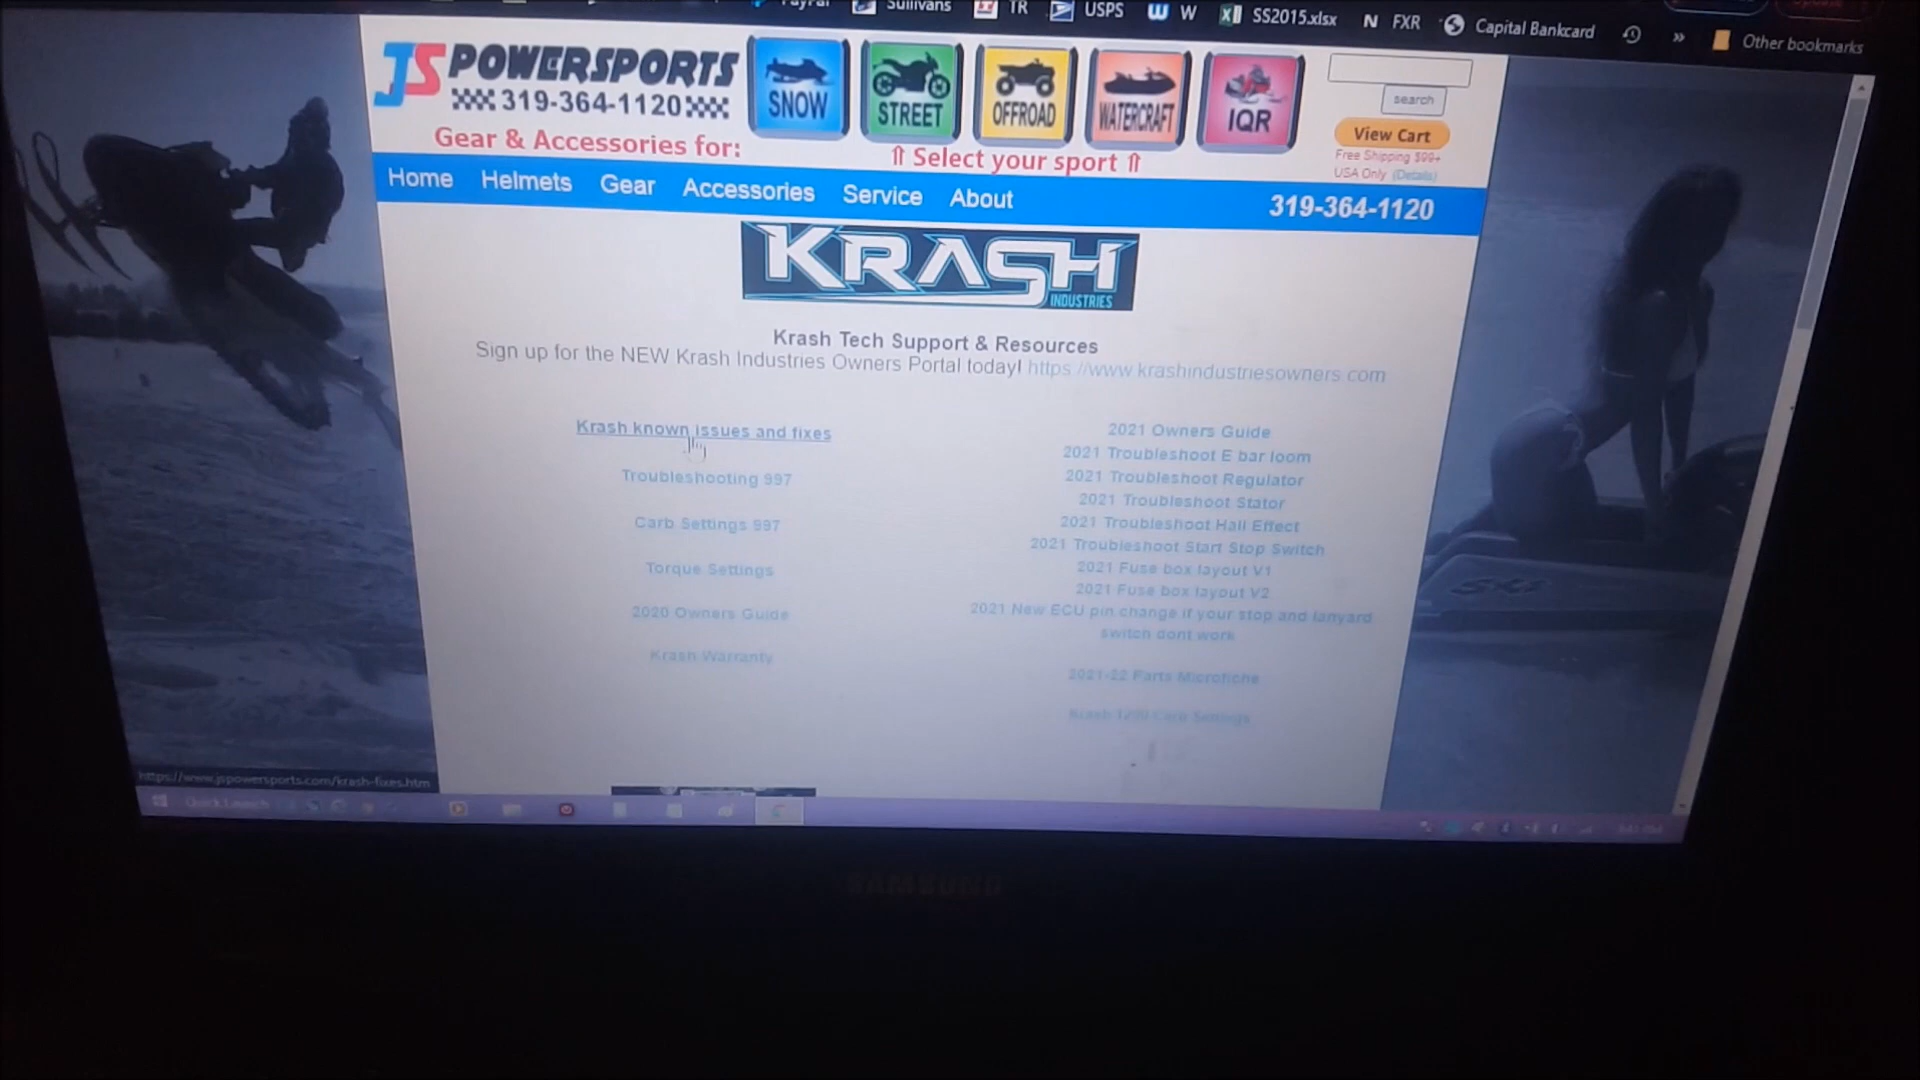 PayPal
Sullivans
TR
USPS
W
SS2015.xlsx
FXR
Capital Bankcard
»
Other bookmarks
JS POWERSPORTS
319-364-1120
Gear & Accessories for:
SNOW
STREET
OFFROAD
WATERCRAFT
IQR
⇑ Select your sport ⇑
search
View Cart
Free Shipping $99+
USA Only (Details)
Home Helmets Gear Accessories Service About
319-364-1120
KRASH
INDUSTRIES
Krash Tech Support & Resources
Sign up for the NEW Krash Industries Owners Portal today! https://www.krashindustriesowners.com
Krash known issues and fixes
Troubleshooting 997
Carb Settings 997
Torque Settings
2020 Owners Guide
Krash Warranty
2021 Owners Guide
2021 Troubleshoot E bar loom
2021 Troubleshoot Regulator
2021 Troubleshoot Stator
2021 Troubleshoot Hall Effect
2021 Troubleshoot Start Stop Switch
2021 Fuse box layout V1
2021 Fuse box layout V2
2021 New ECU pin change if your stop and lanyard
switch dont work
2021-22 Parts Microfiche
Krash 1290 Carb Settings
https://www.jspowersports.com/krash-fixes.htm
Quick Launch
SAMSUNG